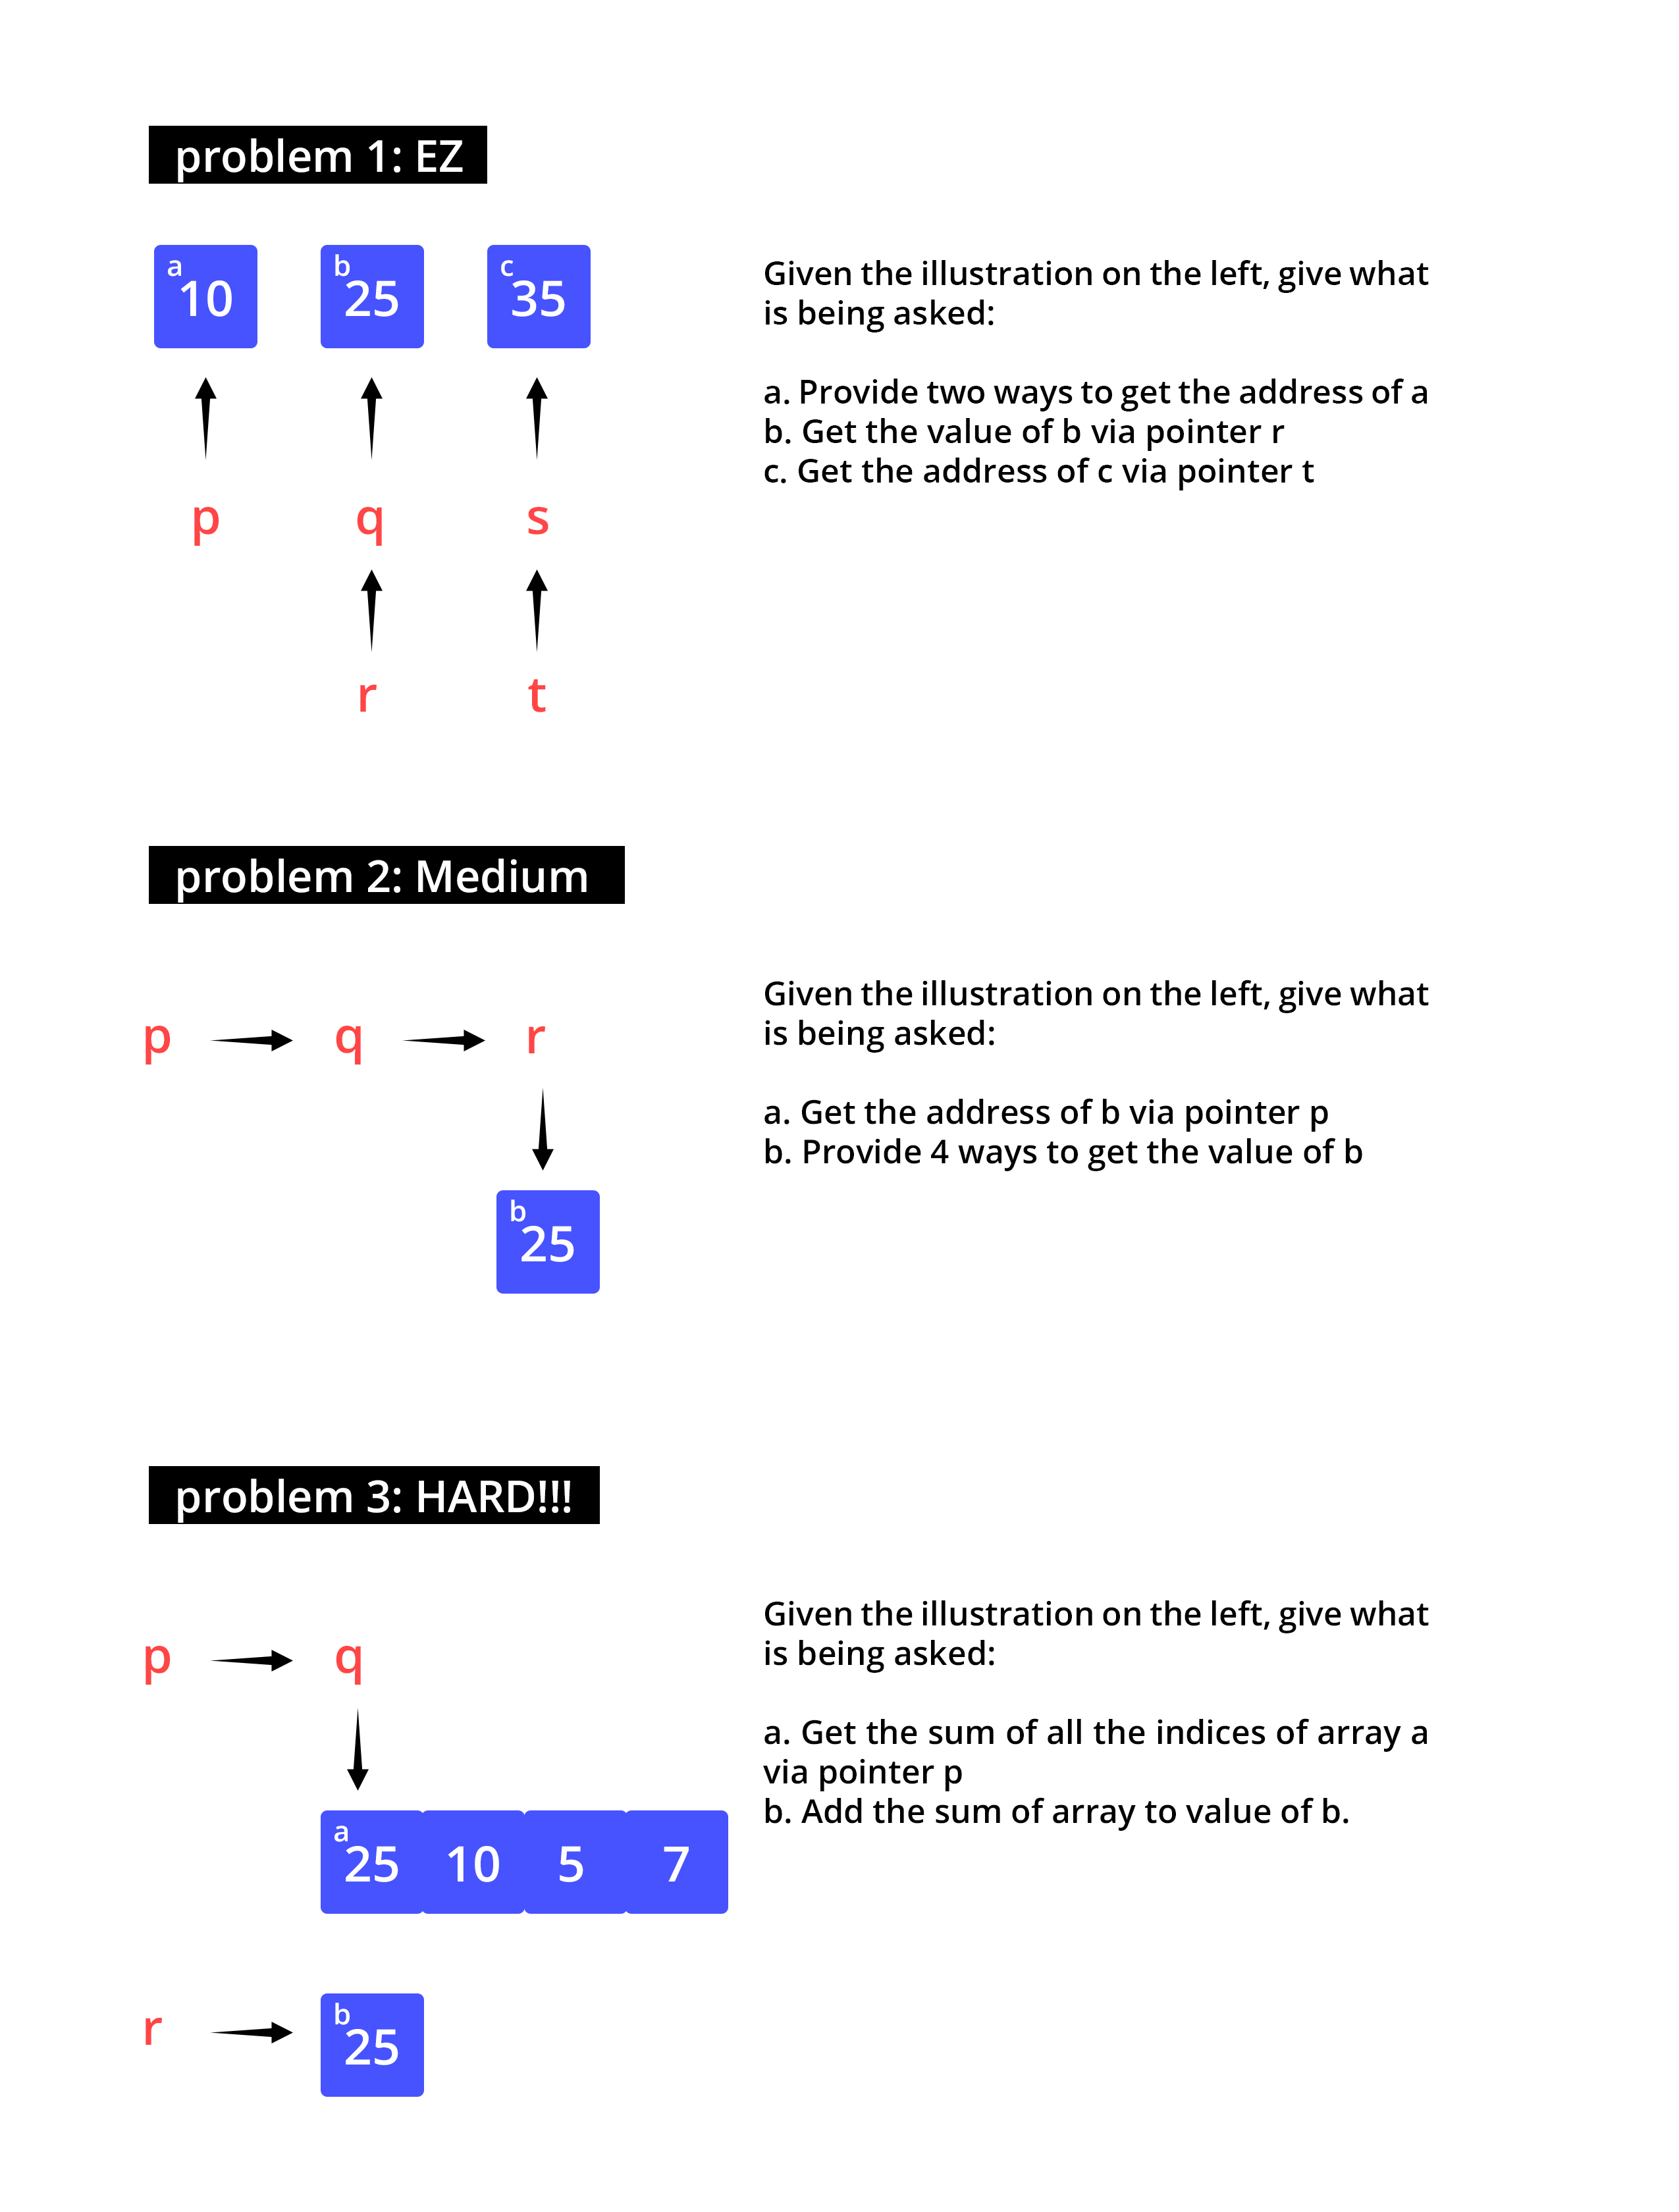 problem 1: EZ
a
10
b
25
c
35
p
q
s
r
t
Given the illustration on the left, give what
is being asked:
a. Provide two ways to get the address of a
b. Get the value of b via pointer r
c. Get the address of c via pointer t
problem 2: Medium
p
q
r
b
25
Given the illustration on the left, give what
is being asked:
a. Get the address of b via pointer p
b. Provide 4 ways to get the value of b
problem 3: HARD!!!
p
q
a
25 10 5 7
r
b
25
Given the illustration on the left, give what
is being asked:
a. Get the sum of all the indices of array a
via pointer p
b. Add the sum of array to value of b.